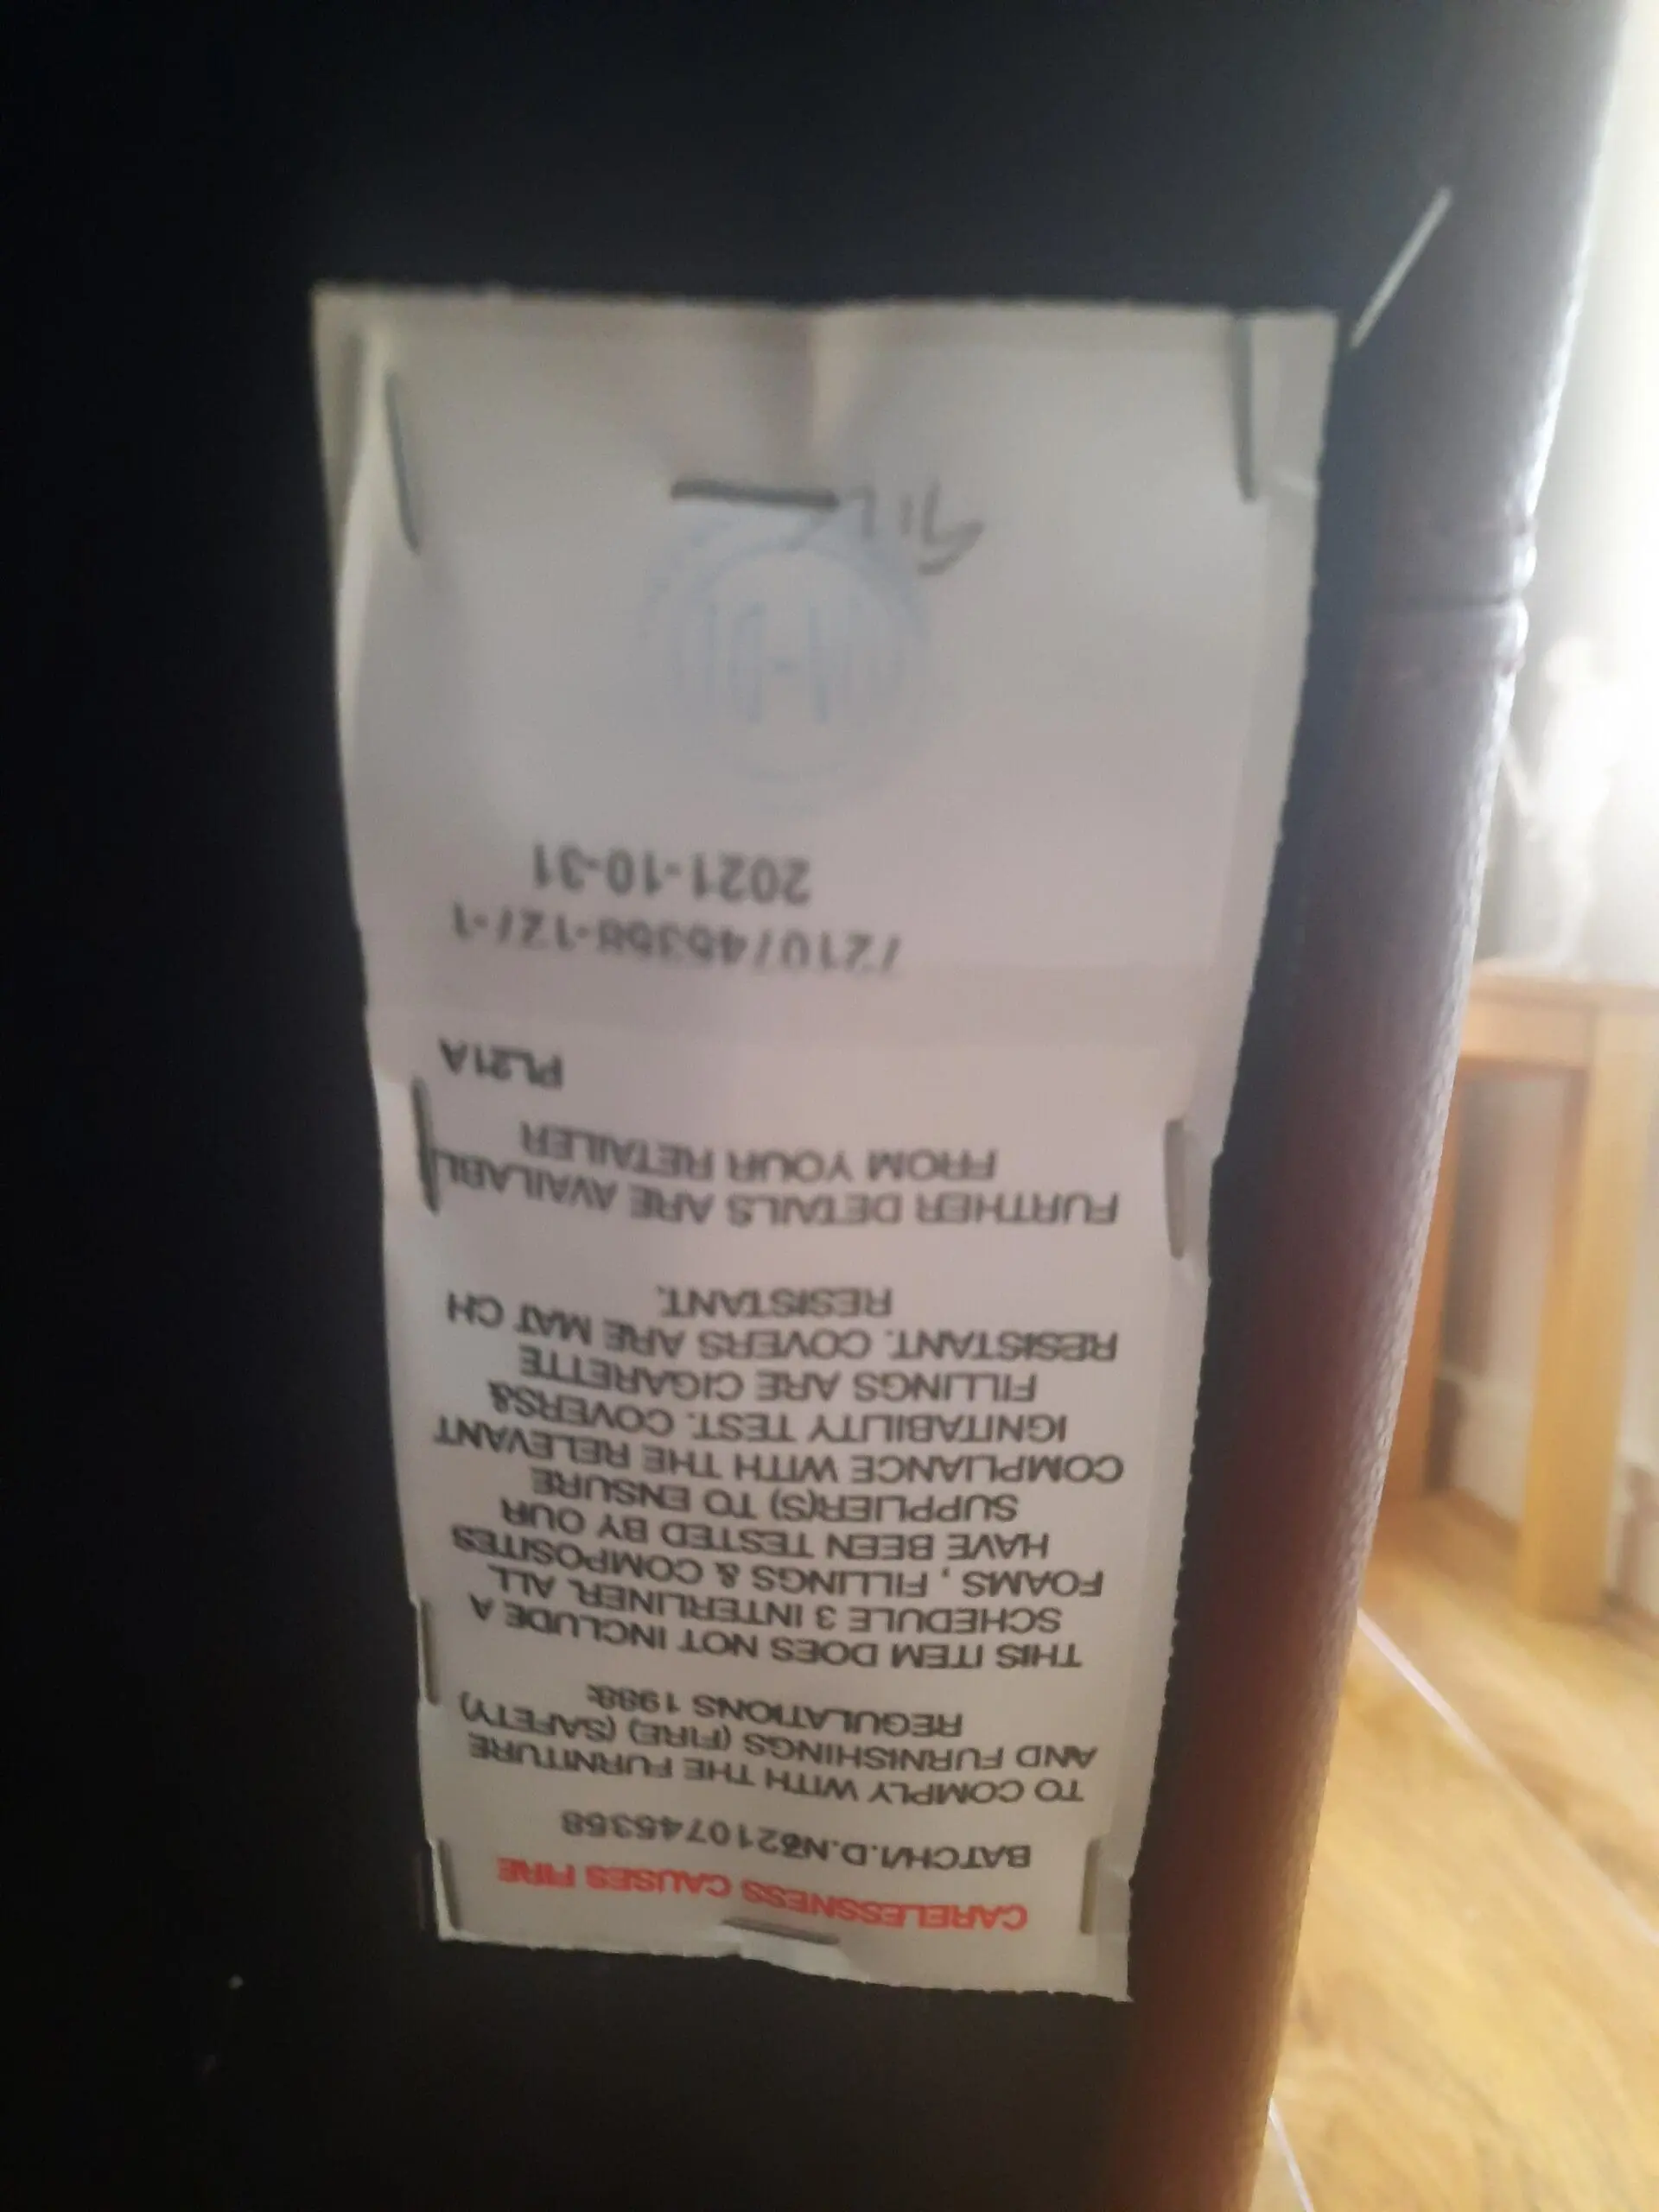 CARELESSNESS CAUSES FIRE
BATCH/I.D.N
TO COMPLY WITH THE FURNITURE
AND FURNISHINGS (FIRE) (SAFETY)
REGULATIONS 1988:
THIS ITEM DOES NOT INCLUDE A
SCHEDULE 3 INTERLINER. ALL
FOAMS , FILLINGS & COMPOSITES
HAVE BEEN TESTED BY OUR
SUPPLIER(S) TO ENSURE
COMPLIANCE WITH THE RELEVANT
IGNITABILITY TEST. COVERS&
FILLINGS ARE CIGARETTE
RESISTANT. COVERS ARE MAT CH
RESISTANT.
FURTHER DETAILS ARE AVAILABL
FROM YOUR RETAILER
PL21A
7210745358-127-1
2021-10-31